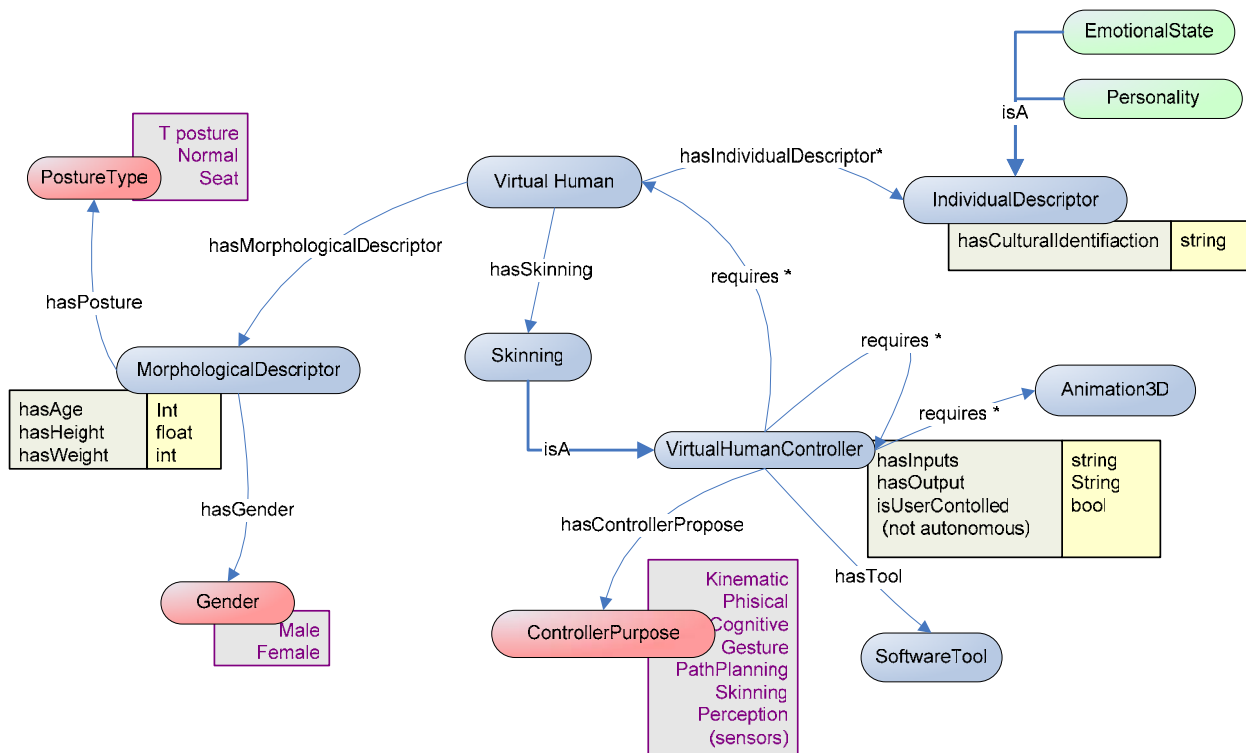 EmotionalState
Personality
isA
T posture
Normal
Seat
PostureType
Virtual Human
hasIndividualDescriptor*
IndividualDescriptor
hasCulturalIdentifiaction string
hasMorphologicalDescriptor
hasSkinning
requires *
hasPosture
MorphologicalDescriptor
hasAge Int
hasHeight float
hasWeight int
Skinning
requires *
Animation3D
requires *
isA
VirtualHumanController
hasInputs string
hasOutput String
isUserContolled bool
(not autonomous)
hasGender
hasControllerPropose
hasTool
Gender
Male
Female
ControllerPurpose
Kinematic
Phisical
Cognitive
Gesture
PathPlanning
Skinning
Perception
(sensors)
SoftwareTool